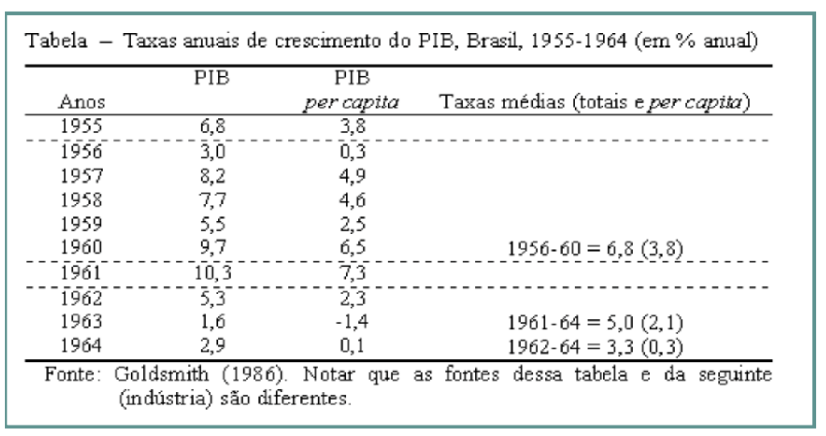 Tabela – Taxas anuais de crescimento do PIB, Brasil, 1955-1964 (em % anual)
PIB PIB
Anos per capita Taxas médias (totais e per capita)
1955 6,8 3,8
1956 3,0 0,3
1957 8,2 4,9
1958 7,7 4,6
1959 5,5 2,5
1960 9,7 6,5 1956-60 = 6,8 (3,8)
1961 10,3 7,3
1962 5,3 2,3
1963 1,6 -1,4 1961-64 = 5,0 (2,1)
1964 2,9 0,1 1962-64 = 3,3 (0,3)
Fonte: Goldsmith (1986). Notar que as fontes dessa tabela e da seguinte
(indústria) são diferentes.